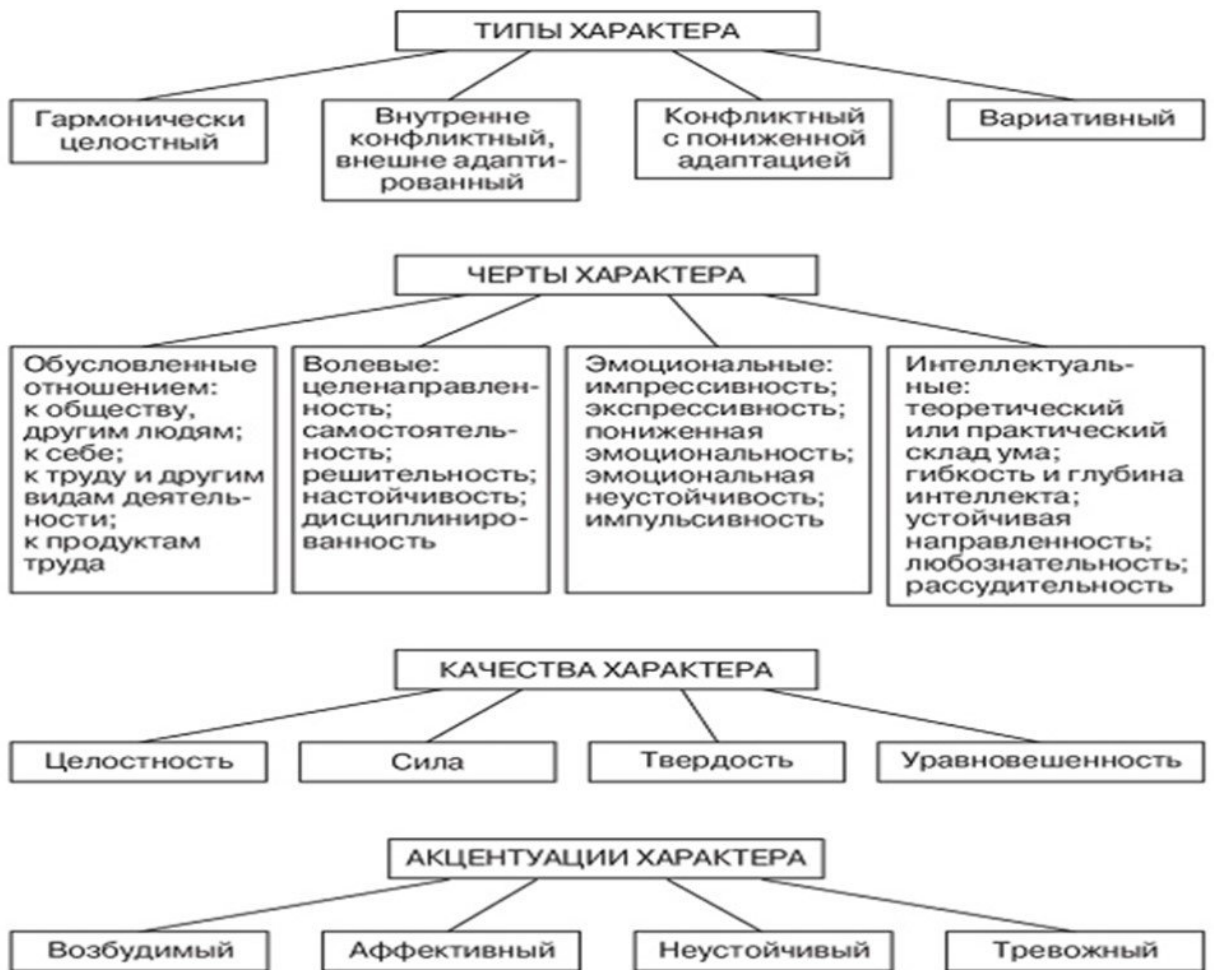 ТИПЫ ХАРАКТЕРА
Гармонически
целостный
Внутренне
конфликтный,
внешне адапти-
рованный
Конфликтный
с пониженной
адаптацией
Вариативный
ЧЕРТЫ ХАРАКТЕРА
Обусловленные
отношением:
к обществу,
другим людям;
к себе;
к труду и другим
видам деятель-
ности;
к продуктам
труда
Волевые:
целенаправлен-
ность;
самостоятель-
ность;
решительность;
настойчивость;
дисциплиниро-
ванность
Эмоциональные:
импрессивность;
экспрессивность;
пониженная
эмоциональность;
эмоциональная
неустойчивость;
импульсивность
Интеллектуаль-
ные:
теоретический
или практический
склад ума;
гибкость и глубина
интеллекта;
устойчивая
направленность;
любознательность;
рассудительность
КАЧЕСТВА ХАРАКТЕРА
Целостность
Сила
Твердость
Уравновешенность
АКЦЕНТУАЦИИ ХАРАКТЕРА
Возбудимый
Аффективный
Неустойчивый
Тревожный